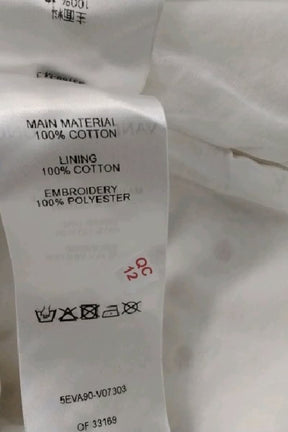 MAIN MATERIAL
100% COTTON
LINING
100% COTTON
EMBROIDERY
100% POLYESTER
QC
12
5EVA90-V07303
OF 33169